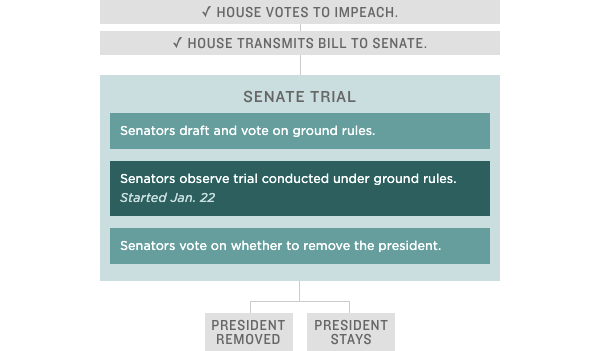 ✓ HOUSE VOTES TO IMPEACH.
✓ HOUSE TRANSMITS BILL TO SENATE.
SENATE TRIAL
Senators draft and vote on ground rules.
Senators observe trial conducted under ground rules.
Started Jan. 22
Senators vote on whether to remove the president.
PRESIDENT REMOVED
PRESIDENT STAYS